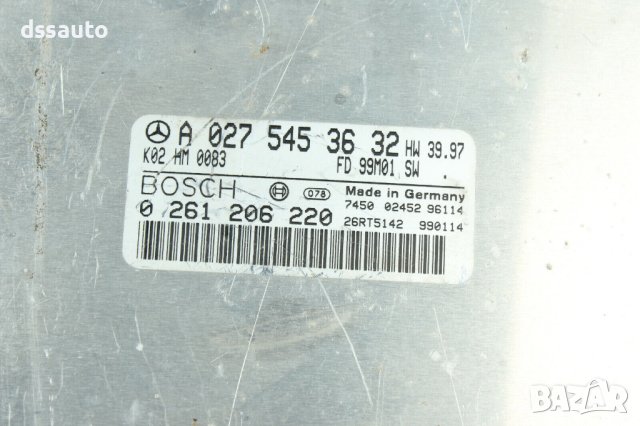 dssauto
A 027 545 36 32 HW 39.97
K02 HM 0083 FD 99M01 SW .
BOSCH 078 Made in Germany
7450 02452 96114
0 261 206 220 26RT5142 990114
BAZAR